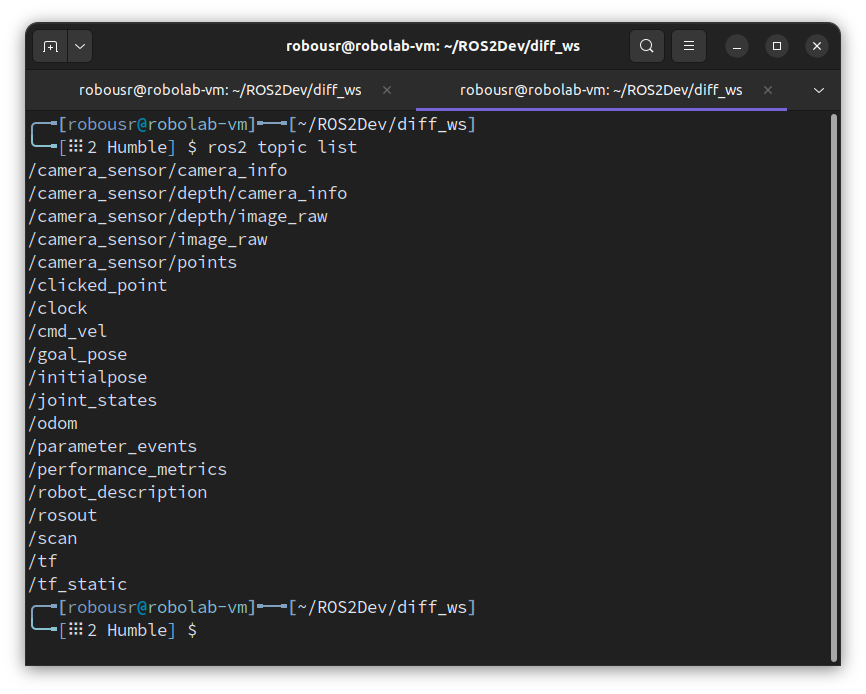 robousr@robolab-vm: ~/ROS2Dev/diff_ws
robousr@robolab-vm: ~/ROS2Dev/diff_ws
robousr@robolab-vm: ~/ROS2Dev/diff_ws
[robousr@robolab-vm]──[~/ROS2Dev/diff_ws]
[⠿2 Humble] $ ros2 topic list
/camera_sensor/camera_info
/camera_sensor/depth/camera_info
/camera_sensor/depth/image_raw
/camera_sensor/image_raw
/camera_sensor/points
/clicked_point
/clock
/cmd_vel
/goal_pose
/initialpose
/joint_states
/odom
/parameter_events
/performance_metrics
/robot_description
/rosout
/scan
/tf
/tf_static
[robousr@robolab-vm]──[~/ROS2Dev/diff_ws]
[⠿2 Humble] $